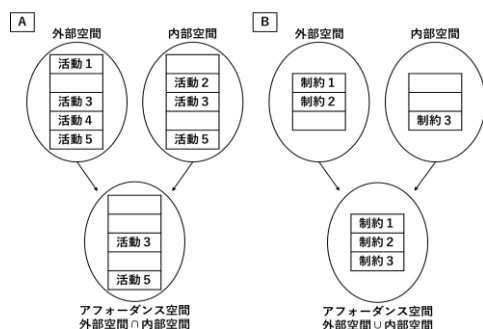 A
外部空間
内部空間
活動1
活動3
活動4
活動5
活動2
活動3
活動5
活動3
活動5
アフォーダンス空間
外部空間∩内部空間
B
外部空間
内部空間
制約1
制約2
制約3
制約1
制約2
制約3
アフォーダンス空間
外部空間∪内部空間